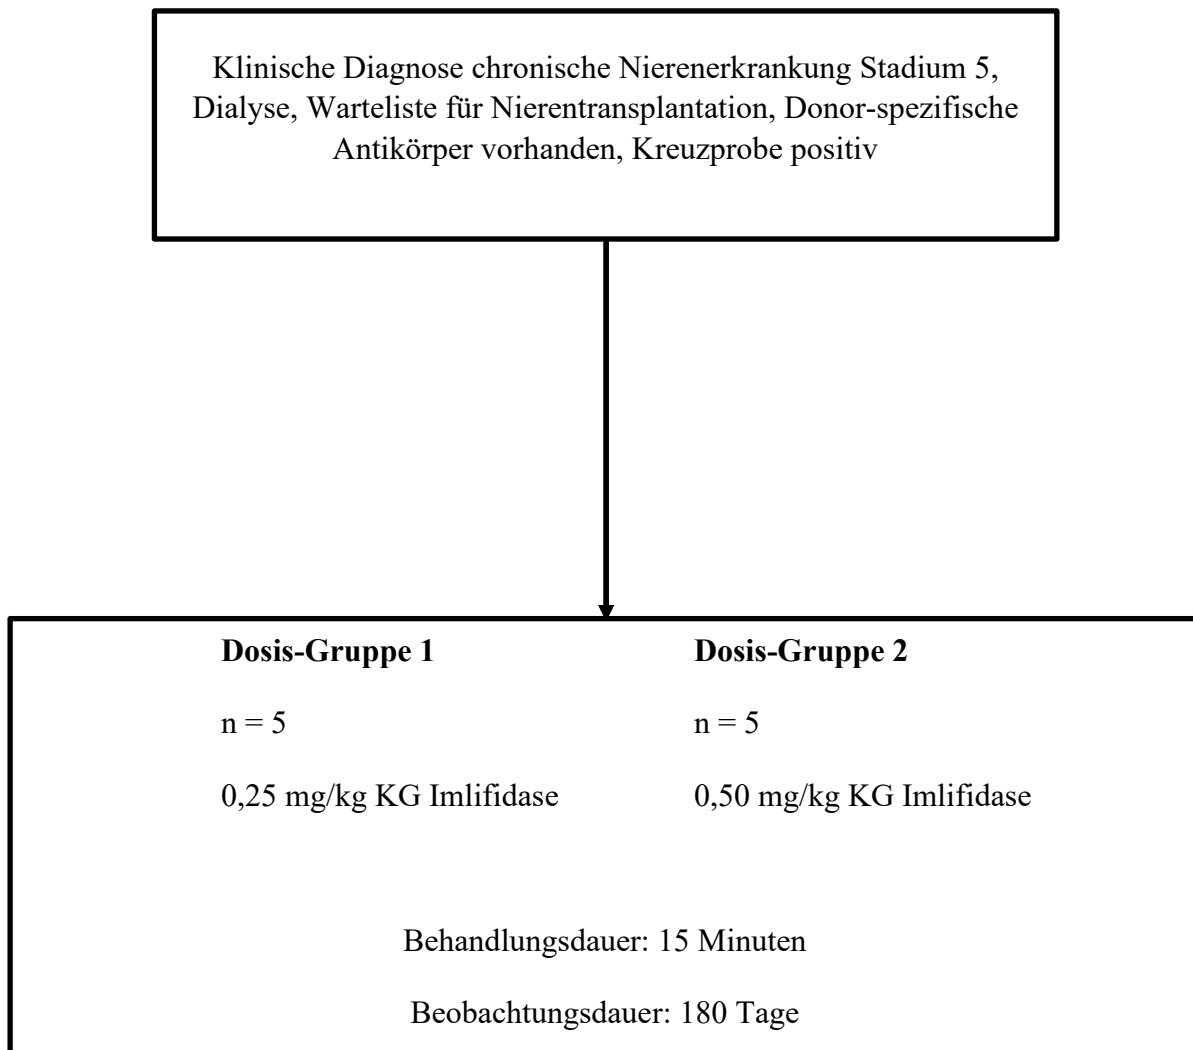 Klinische Diagnose chronische Nierenerkrankung Stadium 5,
Dialyse, Warteliste für Nierentransplantation, Donor-spezifische
Antikörper vorhanden, Kreuzprobe positiv
Dosis-Gruppe 1
n = 5
0,25 mg/kg KG Imlifidase
Dosis-Gruppe 2
n = 5
0,50 mg/kg KG Imlifidase
Behandlungsdauer: 15 Minuten
Beobachtungsdauer: 180 Tage